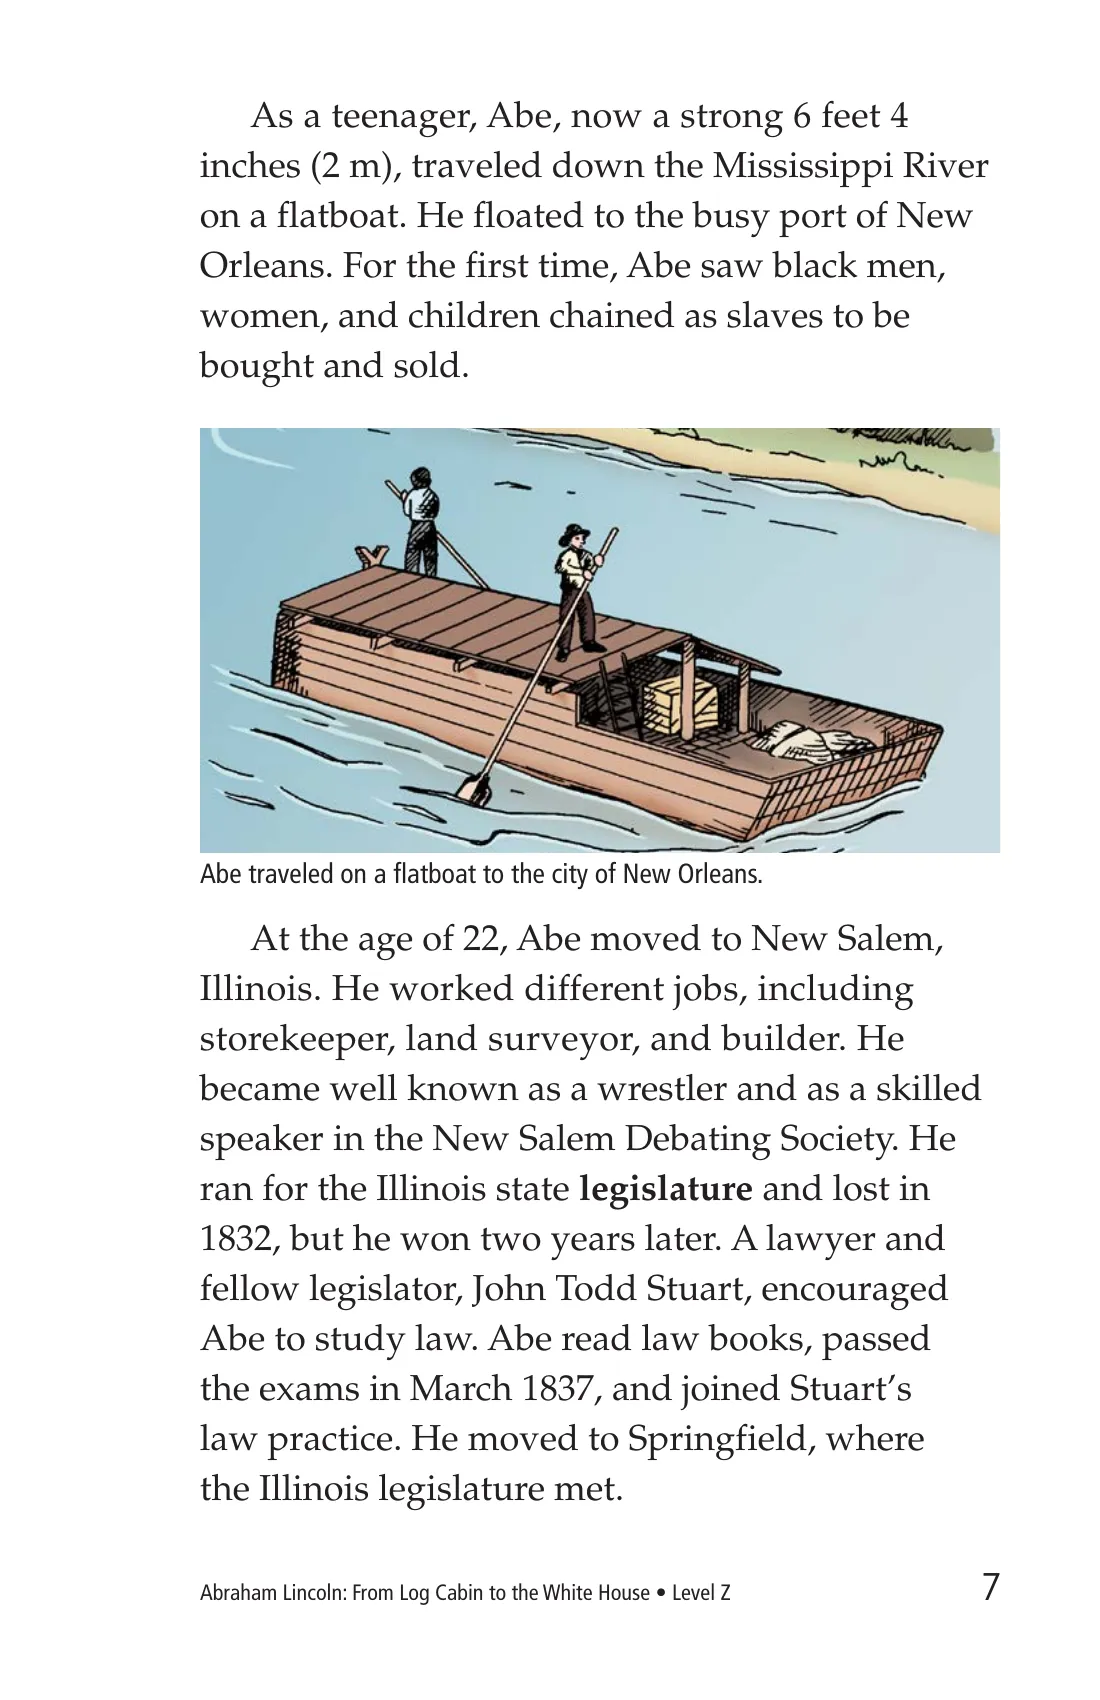 As a teenager, Abe, now a strong 6 feet 4
inches (2 m), traveled down the Mississippi River
on a flatboat. He floated to the busy port of New
Orleans. For the first time, Abe saw black men,
women, and children chained as slaves to be
bought and sold.
Abe traveled on a flatboat to the city of New Orleans.
At the age of 22, Abe moved to New Salem,
Illinois. He worked different jobs, including
storekeeper, land surveyor, and builder. He
became well known as a wrestler and as a skilled
speaker in the New Salem Debating Society. He
ran for the Illinois state legislature and lost in
1832, but he won two years later. A lawyer and
fellow legislator, John Todd Stuart, encouraged
Abe to study law. Abe read law books, passed
the exams in March 1837, and joined Stuart’s
law practice. He moved to Springfield, where
the Illinois legislature met.
Abraham Lincoln: From Log Cabin to the White House • Level Z
7